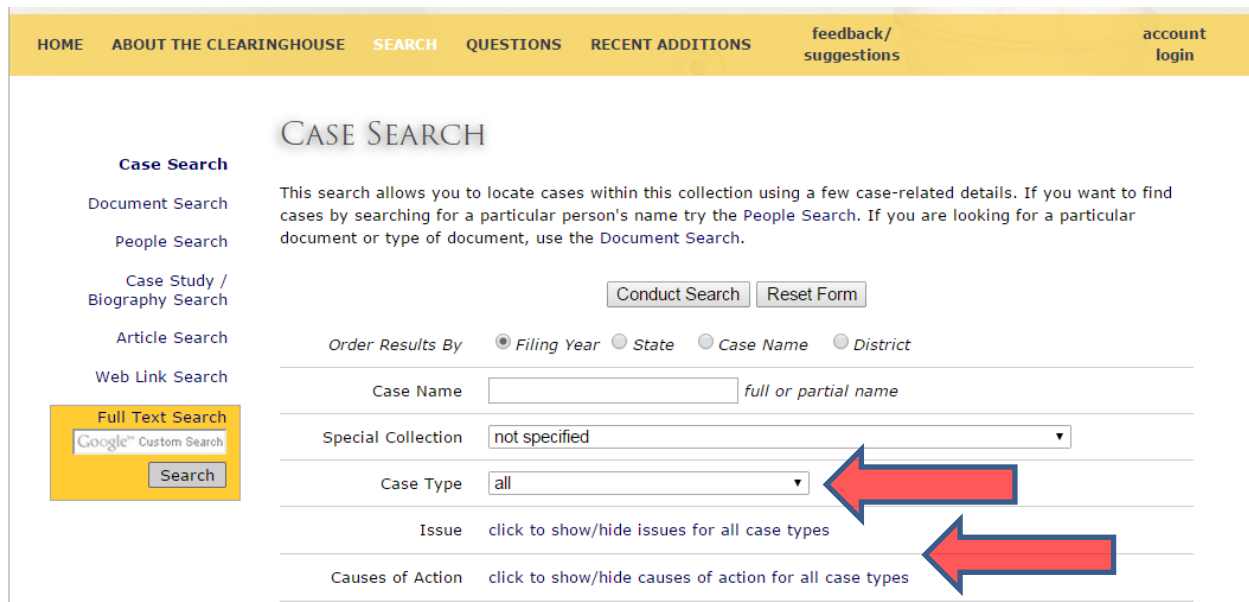 HOME ABOUT THE CLEARINGHOUSE SEARCH QUESTIONS RECENT ADDITIONS feedback/ suggestions account login
CASE SEARCH
Case Search
Document Search
People Search
Case Study /
Biography Search
Article Search
Web Link Search
Full Text Search
Google™ Custom Search
Search
This search allows you to locate cases within this collection using a few case-related details. If you want to find
cases by searching for a particular person's name try the People Search. If you are looking for a particular
document or type of document, use the Document Search.
Conduct Search Reset Form
Order Results By Filing Year State Case Name District
Case Name full or partial name
Special Collection not specified
Case Type all
Issue click to show/hide issues for all case types
Causes of Action click to show/hide causes of action for all case types